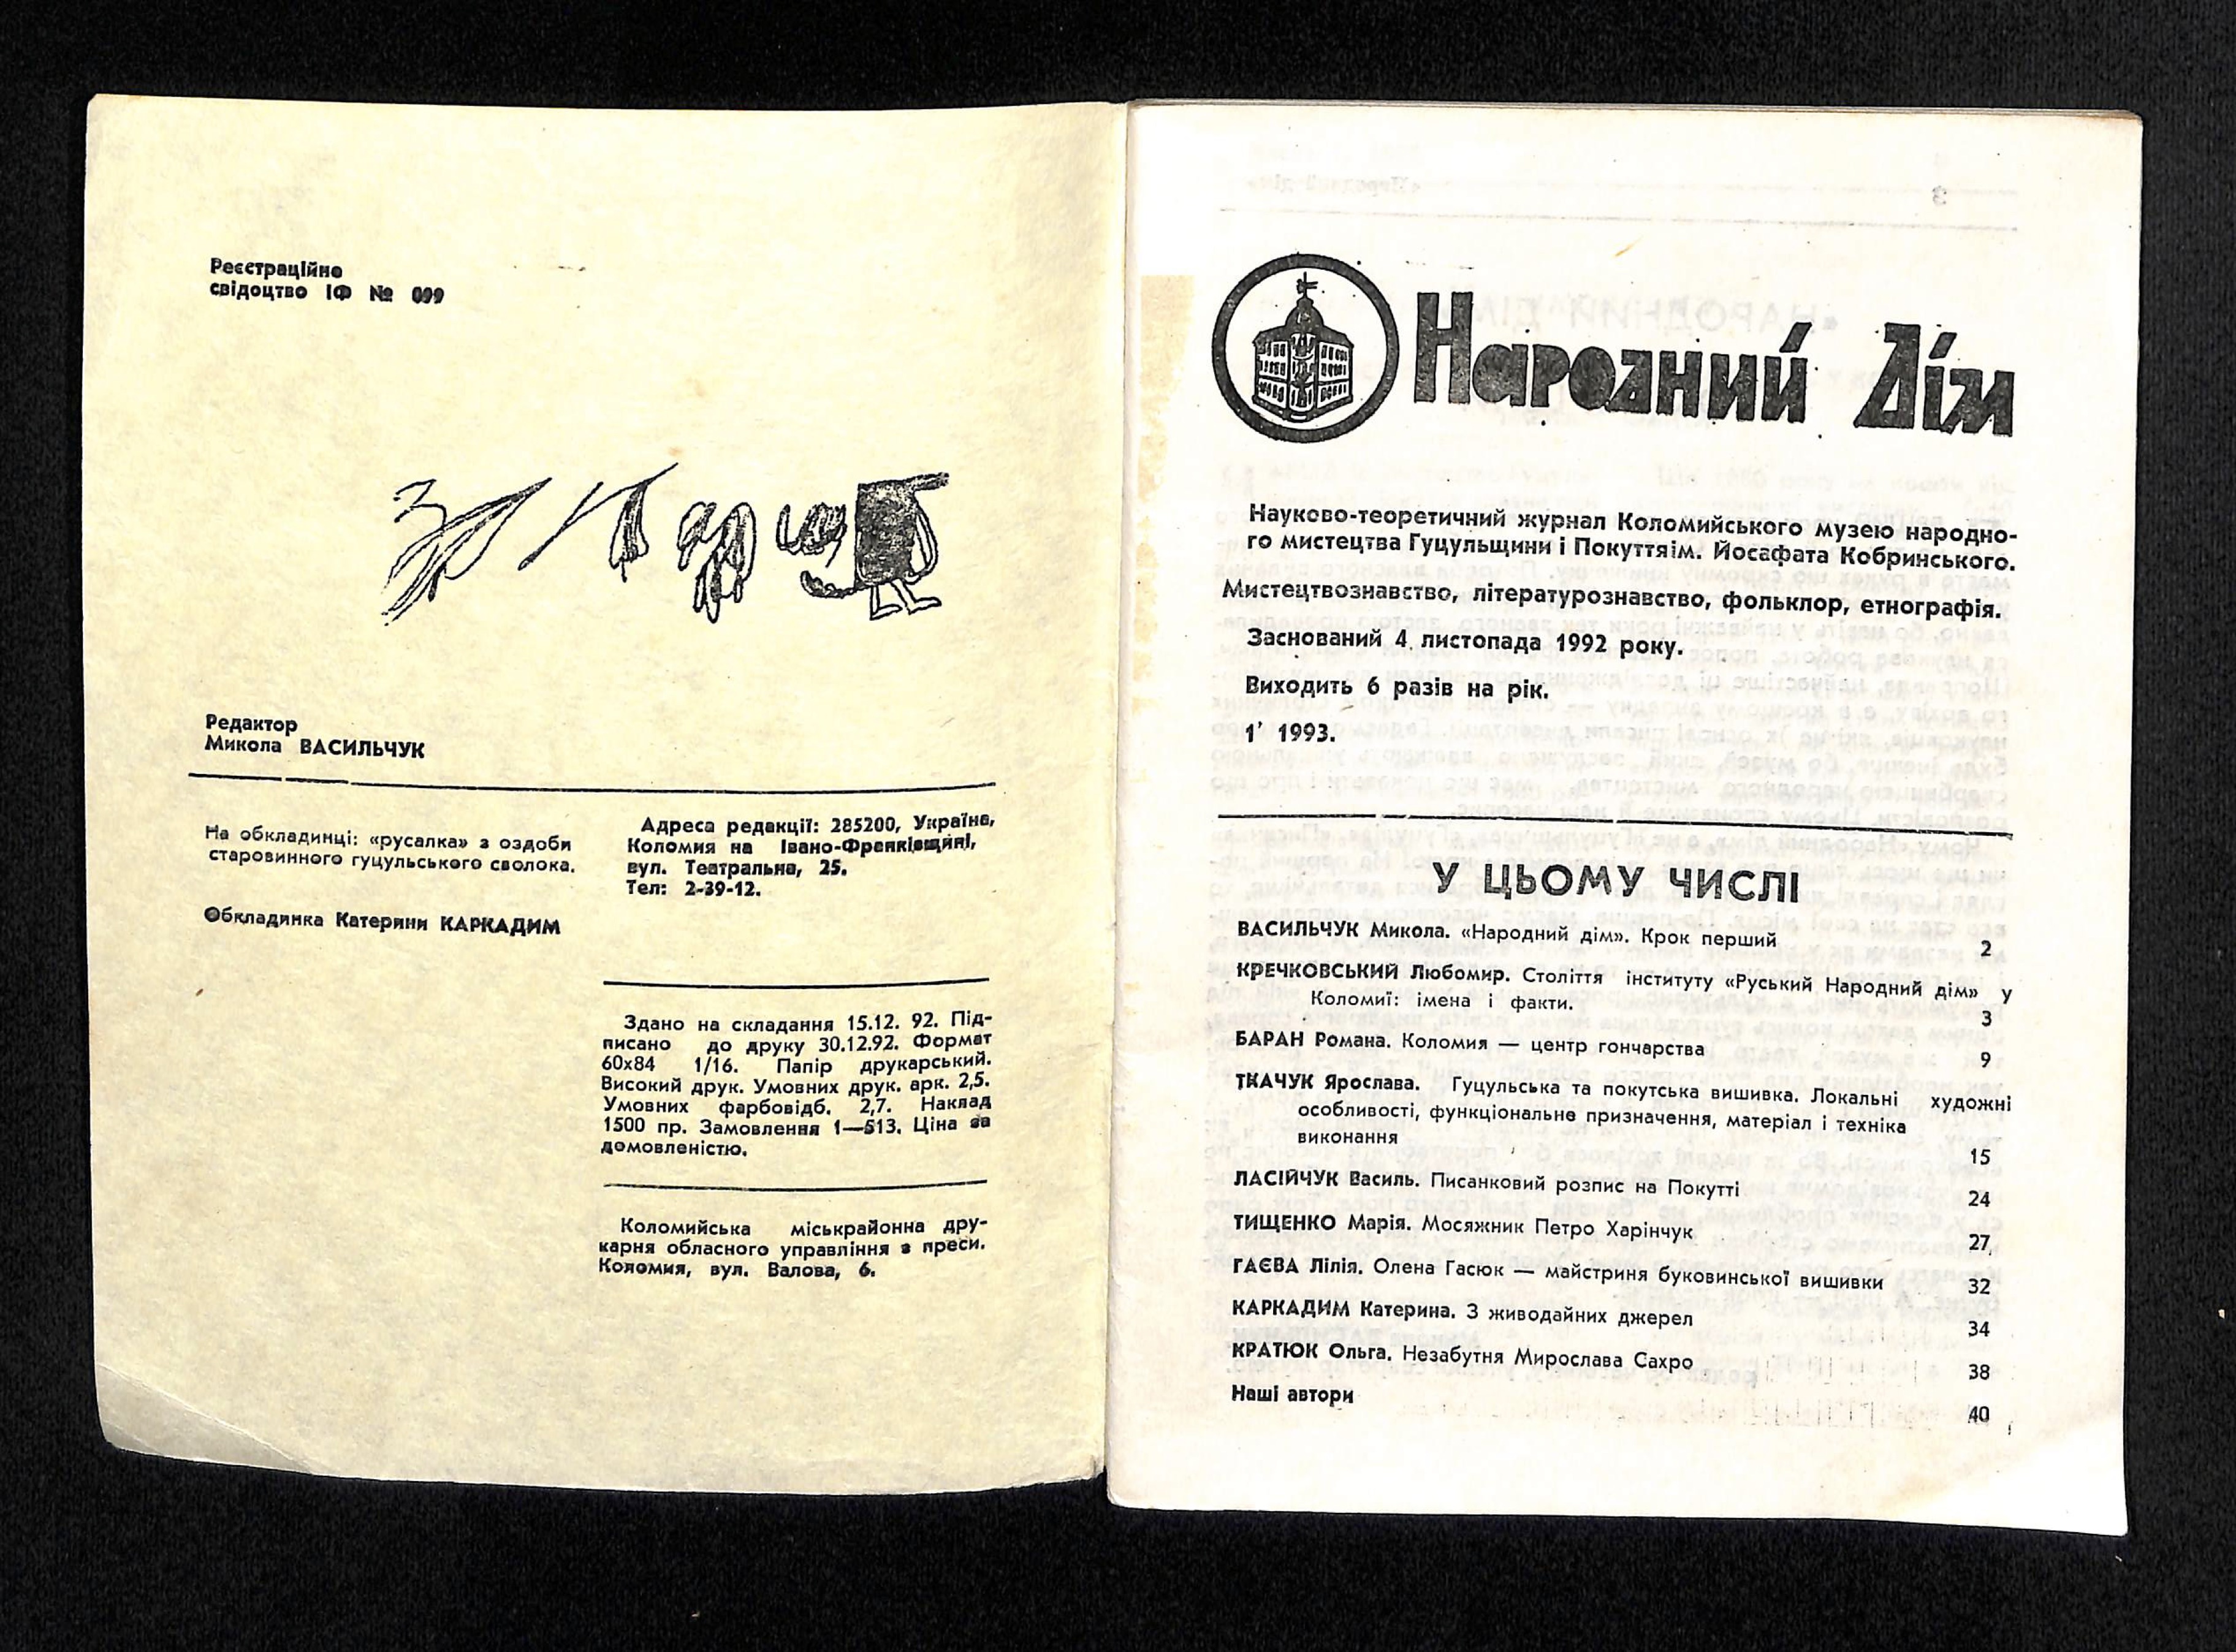 Реєстраційне
свідоцтво ІФ № 099
Редактор
Микола ВАСИЛЬЧУК
На обкладинці: «русалка» з оздоби
старовинного гуцульського сволока.
Обкладинка Катерини КАРКАДИМ
Адреса редакції: 285200, Україна,
Коломия на Івано-Франківщині,
вул. Театральна, 25.
Тел: 2-39-12.
Здано на складання 15.12. 92. Під-
писано до друку 30.12.92. Формат
60х84 1/16. Папір друкарський.
Високий друк. Умовних друк. арк. 2,5.
Умовних фарбовідб. 2,7. Наклад
1500 пр. Замовлення 1—513. Ціна за
домовленістю.
Коломийська міськрайонна дру-
карня обласного управління з преси.
Коломия, вул. Валова, 6.
Народний Дім
Науково-теоретичний журнал Коломийського музею народно-
го мистецтва Гуцульщини і Покуттяім. Йосафата Кобринського.
Мистецтвознавство, літературознавство, фольклор, етнографія.
Заснований 4 листопада 1992 року.
Виходить 6 разів на рік.
1' 1993.
У ЦЬОМУ ЧИСЛІ
ВАСИЛЬЧУК Микола. «Народний дім». Крок перший 2
КРЕЧКОВСЬКИЙ Любомир. Століття інституту «Руський Народний дім» у
Коломиї: імена і факти. 3
БАРАН Романа. Коломия — центр гончарства 9
ТКАЧУК Ярослава. Гуцульська та покутська вишивка. Локальні художні
особливості, функціональне призначення, матеріал і техніка
виконання 15
ЛАСІЙЧУК Василь. Писанковий розпис на Покутті 24
ТИЩЕНКО Марія. Мосяжник Петро Харінчук 27
ГАЄВА Лілія. Олена Гасюк — майстриня буковинської вишивки 32
КАРКАДИМ Катерина. З живодайних джерел 34
КРАТЮК Ольга. Незабутня Мирослава Сахро 38
Наші автори 40